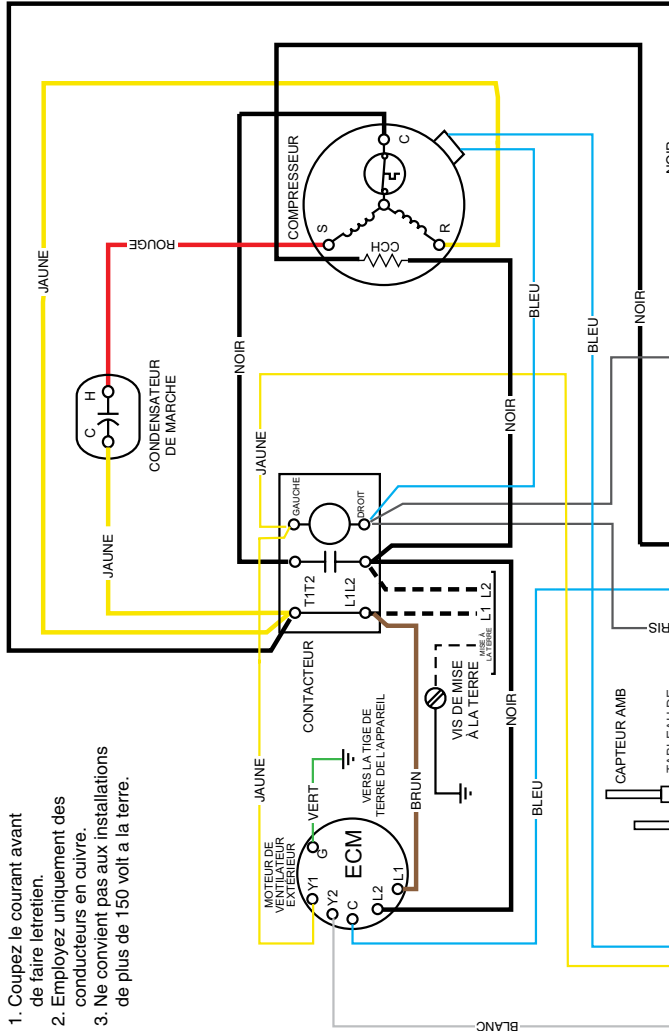 1. Coupez le courant avant
de faire letretien.
2. Employez uniquement des
conducteurs en cuivre.
3. Ne convient pas aux installations
de plus de 150 volt a la terre.
JAUNE
ROUGE
COMPRESSEUR
S
C
R
CCH
H
C
CONDENSATEUR
DE MARCHE
JAUNE
NOIR
JAUNE
NOIR
BLEU
BLEU
NOIR
NOIR
GAUCHE
DROIT
T1T2
L1L2
CONTACTEUR
L1
L2
MISE À
LA TERRE
VIS DE MISE
À LA TERRE
NOIR
BLEU
JAUNE
VERT
VERS LA TIGE DE
TERRE DE L'APPAREIL
BRUN
MOTEUR DE
VENTILATEUR
EXTÉRIEUR
ECM
G
Y1
Y2
C
L2
L1
BLANC
CAPTEUR AMB
TABLEAU DE
RIS